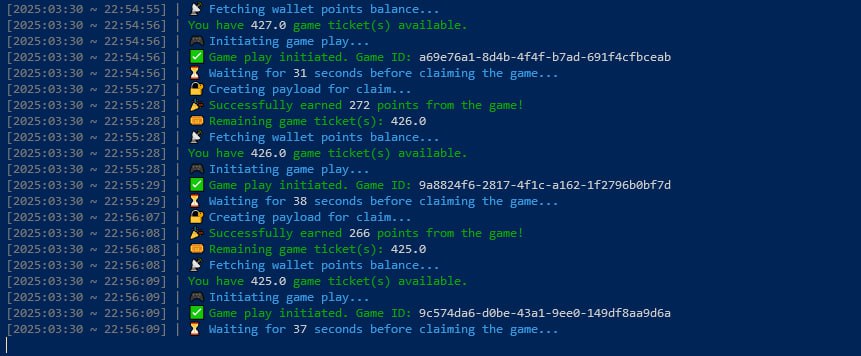 [2025:03:30 ~ 22:54:55] | 📡 Fetching wallet points balance...
[2025:03:30 ~ 22:54:56] | You have 427.0 game ticket(s) available.
[2025:03:30 ~ 22:54:56] | 🎮 Initiating game play...
[2025:03:30 ~ 22:54:56] | ✅ Game play initiated. Game ID: a69e76a1-8d4b-4f4f-b7ad-691f4cfbceab
[2025:03:30 ~ 22:54:56] | ⏳ Waiting for 31 seconds before claiming the game...
[2025:03:30 ~ 22:55:27] | 🔐 Creating payload for claim...
[2025:03:30 ~ 22:55:28] | 🎉 Successfully earned 272 points from the game!
[2025:03:30 ~ 22:55:28] | 🎟️ Remaining game ticket(s): 426.0
[2025:03:30 ~ 22:55:28] | 📡 Fetching wallet points balance...
[2025:03:30 ~ 22:55:28] | You have 426.0 game ticket(s) available.
[2025:03:30 ~ 22:55:28] | 🎮 Initiating game play...
[2025:03:30 ~ 22:55:29] | ✅ Game play initiated. Game ID: 9a8824f6-2817-4f1c-a162-1f2796b0bf7d
[2025:03:30 ~ 22:55:29] | ⏳ Waiting for 38 seconds before claiming the game...
[2025:03:30 ~ 22:56:07] | 🔐 Creating payload for claim...
[2025:03:30 ~ 22:56:08] | 🎉 Successfully earned 266 points from the game!
[2025:03:30 ~ 22:56:08] | 🎟️ Remaining game ticket(s): 425.0
[2025:03:30 ~ 22:56:08] | 📡 Fetching wallet points balance...
[2025:03:30 ~ 22:56:09] | You have 425.0 game ticket(s) available.
[2025:03:30 ~ 22:56:09] | 🎮 Initiating game play...
[2025:03:30 ~ 22:56:09] | ✅ Game play initiated. Game ID: 9c574da6-d0be-43a1-9ee0-149df8aa9d6a
[2025:03:30 ~ 22:56:09] | ⏳ Waiting for 37 seconds before claiming the game...